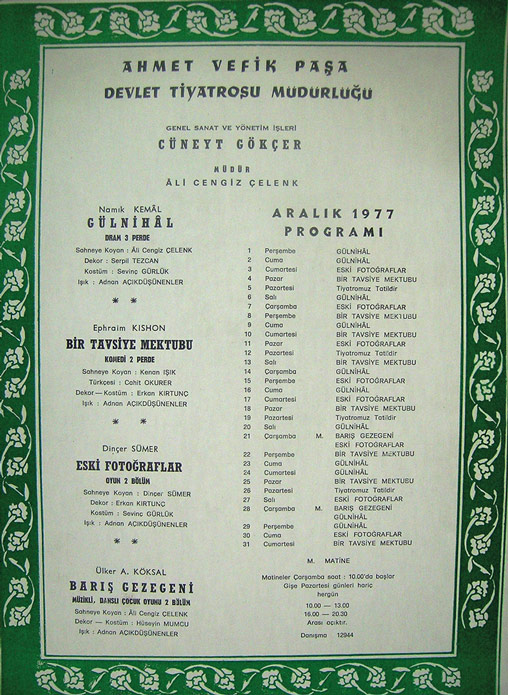 AHMET VEFİK PAŞA
DEVLET TİYATROSU MÜDÜRLÜĞÜ
GENEL SANAT VE YÖNETİM İŞLERİ
CÜNEYT GÖKÇER
MÜDÜR
ÂLİ CENGİZ ÇELENK
Namık KEMÂL
GÜLNİHÂL
DRAM 3 PERDE
Sahneye Koyan : Âli Cengiz ÇELENK
Dekor : Serpil TEZCAN
Kostüm : Sevinç GÜRLÜK
Işık : Adnan AÇIKDÜŞÜNENLER
* *
Ephraim KISHON
BİR TAVSİYE MEKTUBU
KOMEDİ 2 PERDE
Sahneye Koyan : Kenan IŞIK
Türkçesi : Cahit OKURER
Dekor — Kostüm : Erkan KIRTUNÇ
Işık : Adnan AÇIKDÜŞÜNENLER
* *
Dinçer SÜMER
ESKİ FOTOĞRAFLAR
OYUN 2 BÖLÜM
Sahneye Koyan : Dinçer SÜMER
Dekor : Erkan KIRTUNÇ
Kostüm : Sevinç GÜRLÜK
Işık : Adnan AÇIKDÜŞÜNENLER
* *
Ülker A. KÖKSAL
BARIŞ GEZEGENİ
MÜZİKLİ, DANSLI ÇOCUK OYUNU 2 BÖLÜM
Sahneye Koyan : Âli Cengiz ÇELENK
Dekor — Kostüm : Hüseyin MUMCU
Işık : Adnan AÇIKDÜŞÜNENLER
ARALIK 1977
PROGRAMI
1 Perşembe GÜLNİHÂL
2 Cuma GÜLNİHÂL
3 Cumartesi ESKİ FOTOĞRAFLAR
4 Pazar BİR TAVSİYE MEKTUBU
5 Pazartesi Tiyatromuz Tatildir
6 Salı GÜLNİHÂL
7 Çarşamba ESKİ FOTOĞRAFLAR
8 Perşembe BİR TAVSİYE MEKTUBU
9 Cuma GÜLNİHÂL
10 Cumartesi BİR TAVSİYE MEKTUBU
11 Pazar ESKİ FOTOĞRAFLAR
12 Pazartesi Tiyatromuz Tatildir
13 Salı BİR TAVSİYE MEKTUBU
14 Çarşamba GÜLNİHÂL
15 Perşembe ESKİ FOTOĞRAFLAR
16 Cuma GÜLNİHÂL
17 Cumartesi ESKİ FOTOĞRAFLAR
18 Pazar BİR TAVSİYE MEKTUBU
19 Pazartesi Tiyatromuz Tatildir
20 Salı GÜLNİHÂL
21 Çarşamba M. BARIŞ GEZEGENİ
ESKİ FOTOĞRAFLAR
22 Perşembe BİR TAVSİYE MEKTUBU
23 Cuma GÜLNİHÂL
24 Cumartesi GÜLNİHÂL
25 Pazar BİR TAVSİYE MEKTUBU
26 Pazartesi Tiyatromuz Tatildir
27 Salı ESKİ FOTOĞRAFLAR
28 Çarşamba M. BARIŞ GEZEGENİ
GÜLNİHÂL
29 Perşembe GÜLNİHÂL
30 Cuma ESKİ FOTOĞRAFLAR
31 Cumartesi BİR TAVSİYE MEKTUBU
M. MATİNE
Matineler Çarşamba saat : 10.00'da başlar
Gişe Pazartesi günleri hariç
hergün
10.00 — 13.00
16.00 — 20.30
Arası açıktır.
Danışma 12944